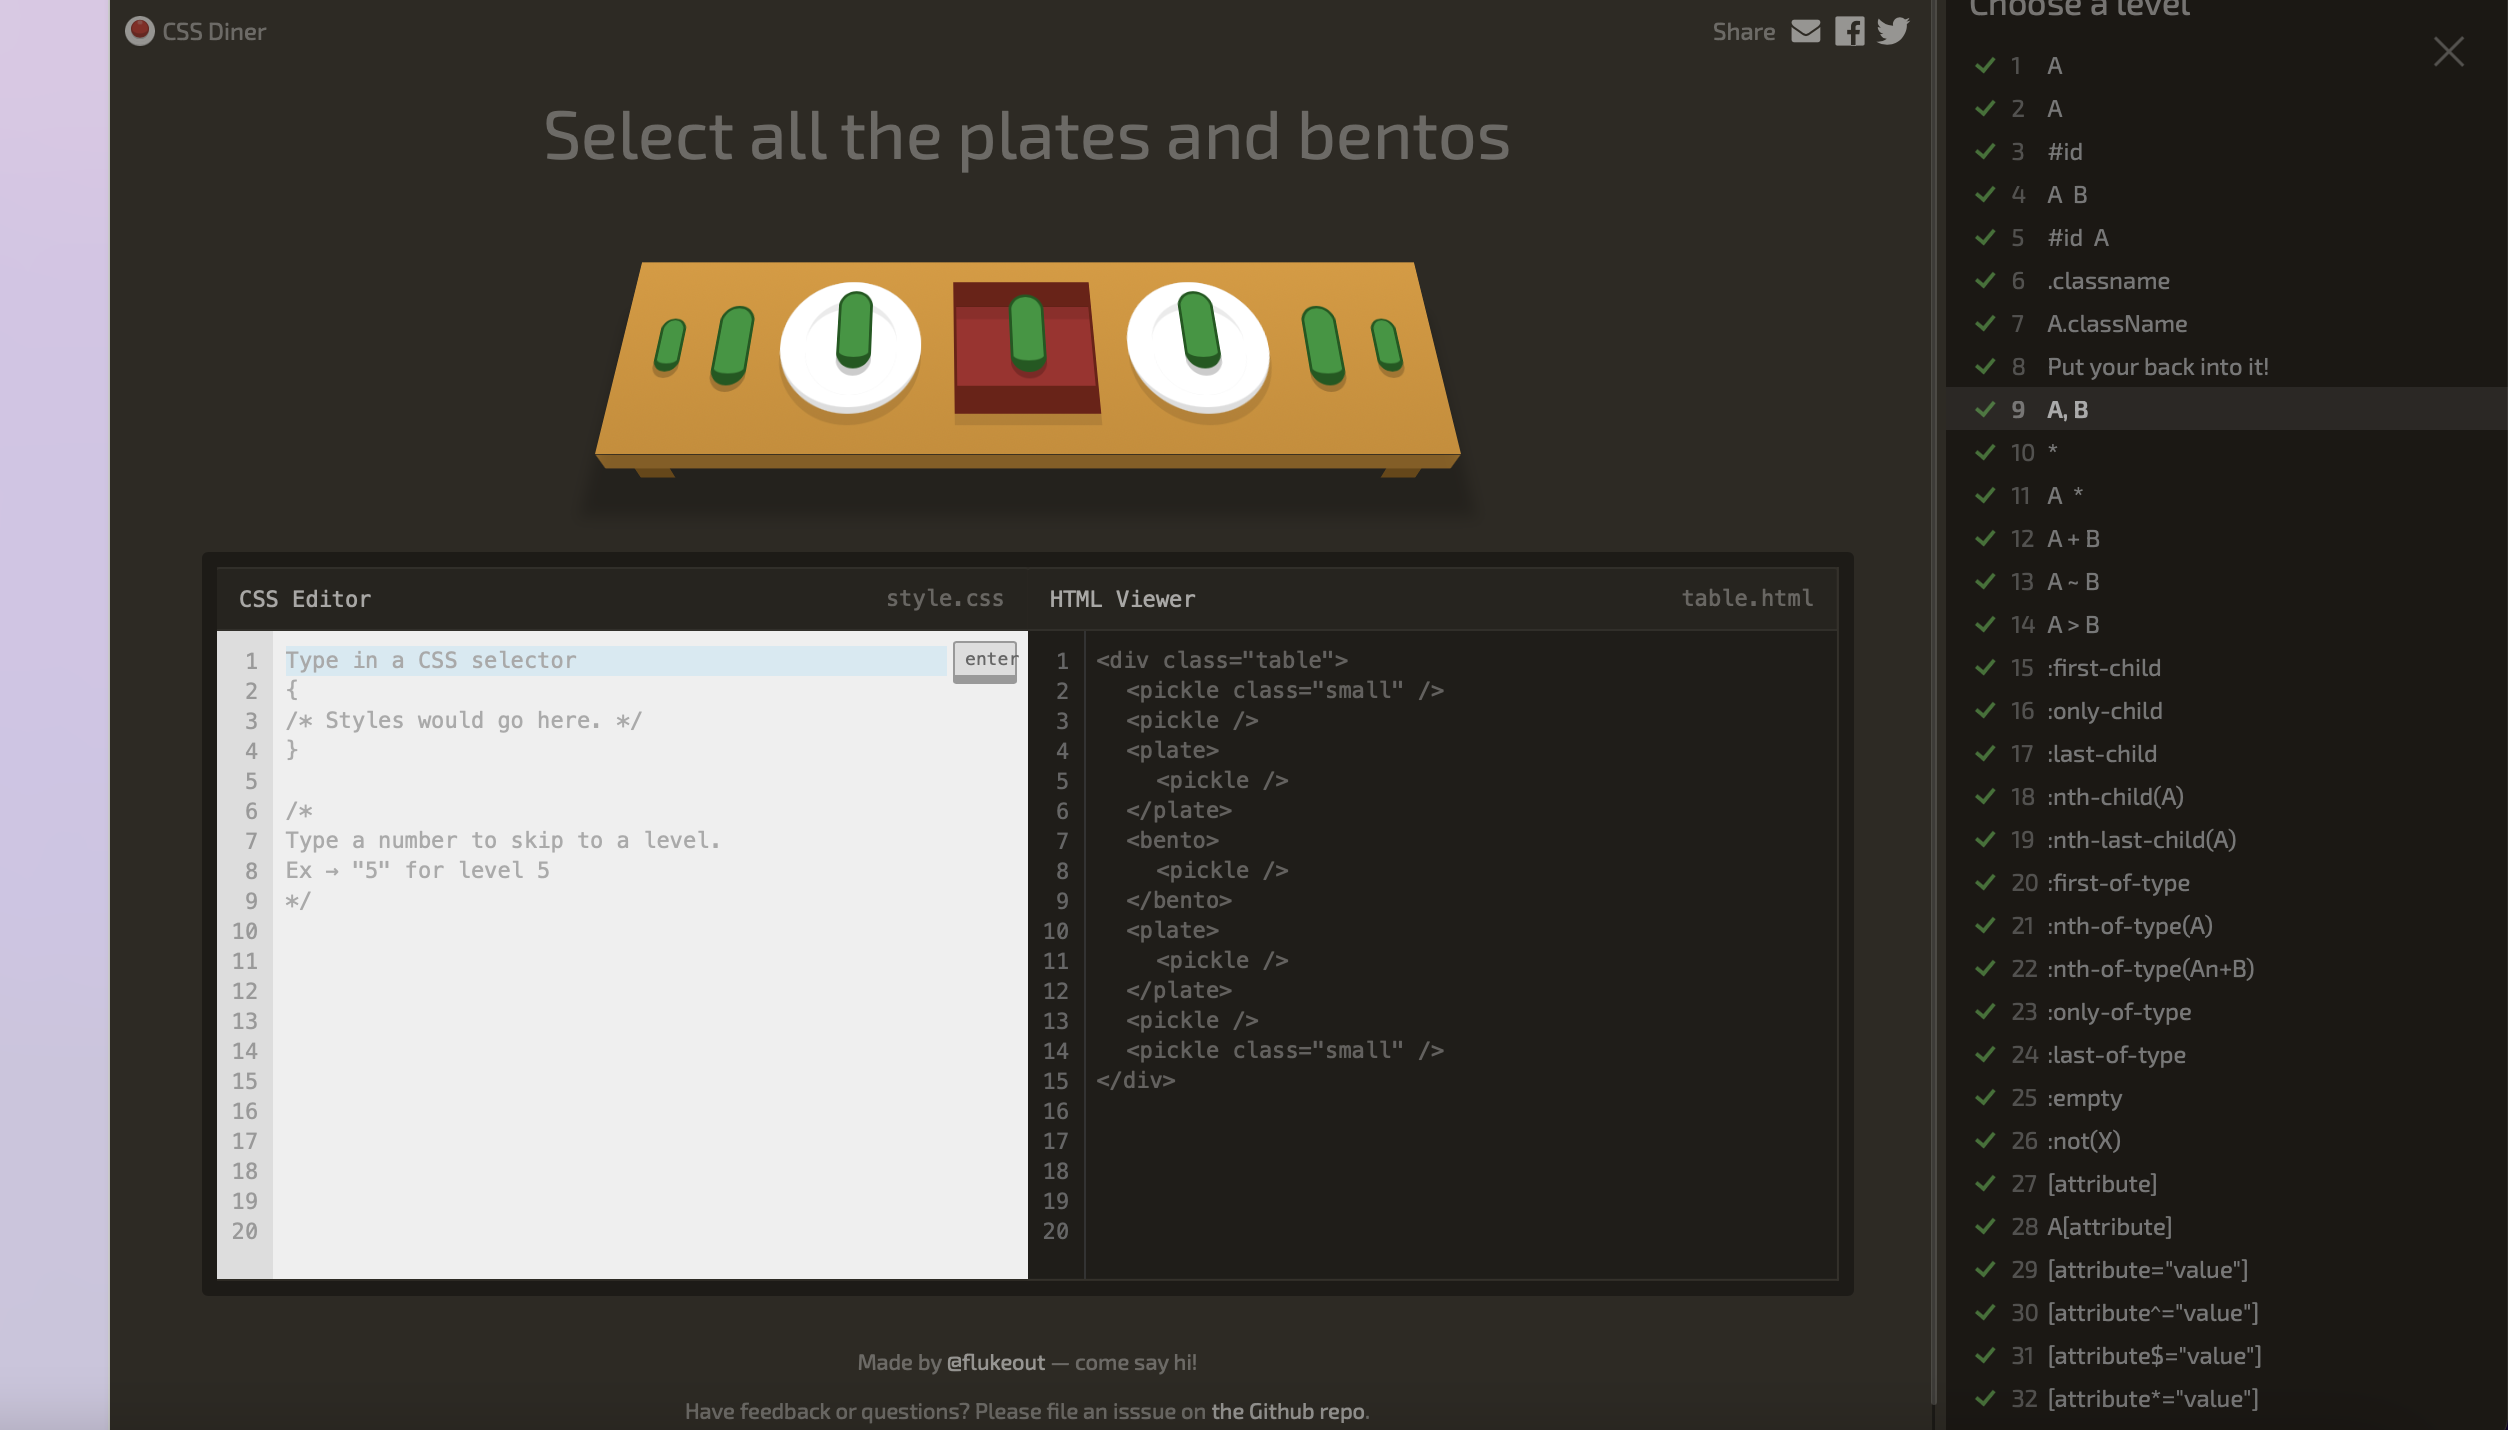 CSS Diner
Share
Select all the plates and bentos
CSS Editor
style.css
1 Type in a CSS selector
enter
2 {
3 /* Styles would go here. */
4 }
5
6 /*
7 Type a number to skip to a level.
8 Ex → "5" for level 5
9 */
10
11
12
13
14
15
16
17
18
19
20
HTML Viewer
table.html
1 <div class="table">
2 <pickle class="small" />
3 <pickle />
4 <plate>
5 <pickle />
6 </plate>
7 <bento>
8 <pickle />
9 </bento>
10 <plate>
11 <pickle />
12 </plate>
13 <pickle />
14 <pickle class="small" />
15 </div>
16
17
18
19
20
Made by @flukeout — come say hi!
Have feedback or questions? Please file an isssue on the Github repo.
Choose a level
1 A
2 A
3 #id
4 A B
5 #id A
6 .classname
7 A.className
8 Put your back into it!
9 A, B
10 *
11 A *
12 A + B
13 A ~ B
14 A > B
15 :first-child
16 :only-child
17 :last-child
18 :nth-child(A)
19 :nth-last-child(A)
20 :first-of-type
21 :nth-of-type(A)
22 :nth-of-type(An+B)
23 :only-of-type
24 :last-of-type
25 :empty
26 :not(X)
27 [attribute]
28 A[attribute]
29 [attribute="value"]
30 [attribute^="value"]
31 [attribute$="value"]
32 [attribute*="value"]